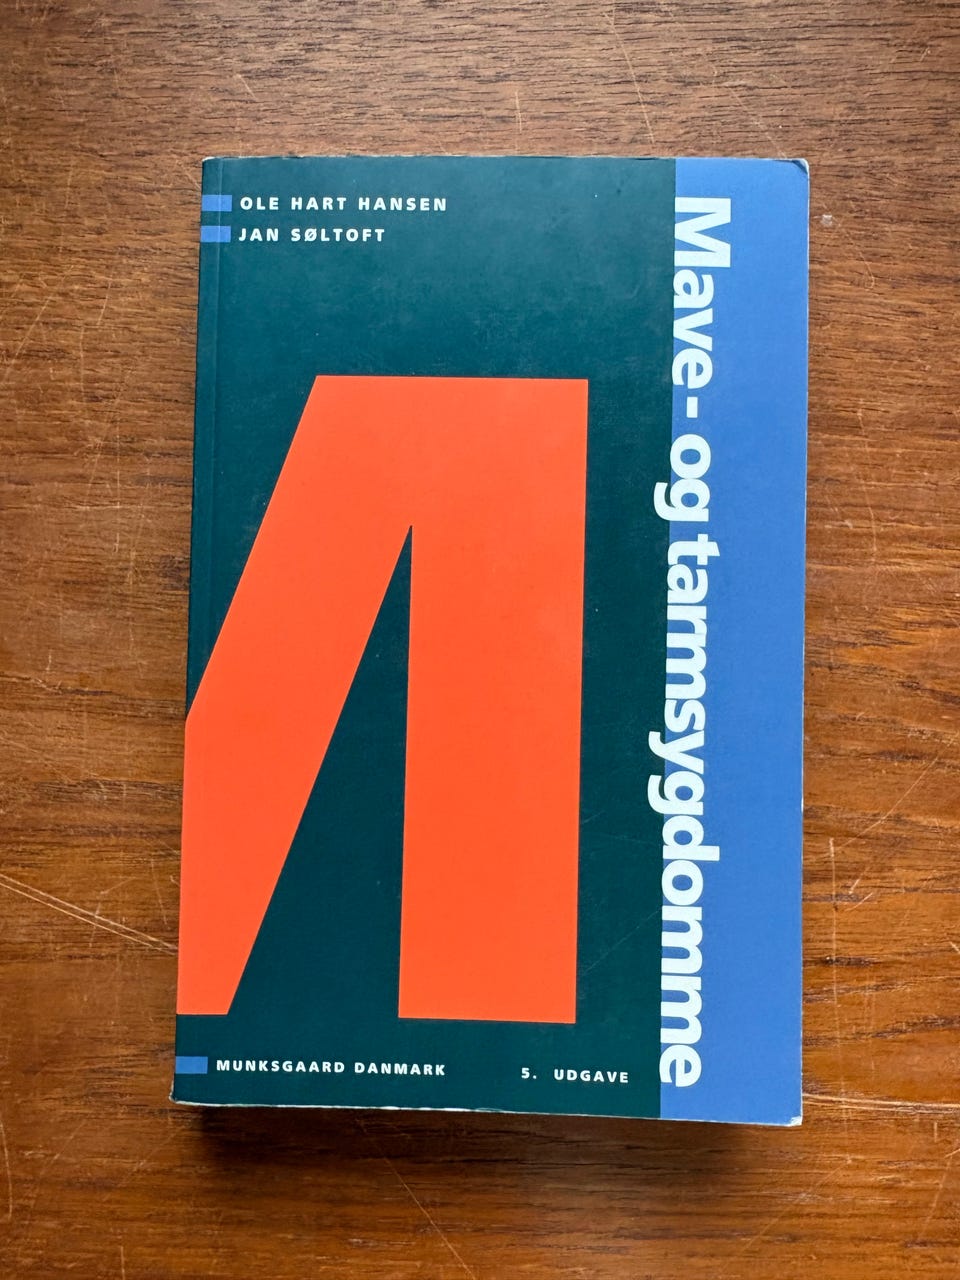 OLE HART HANSEN
JAN SØLTOFT
Mave- og tarmsygdomme
MUNKSGAARD DANMARK
5. UDGAVE